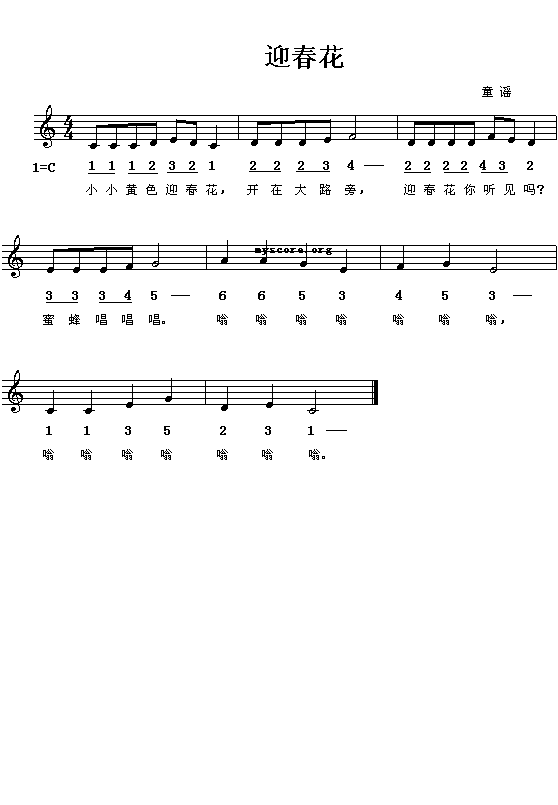 迎春花
童 谣
4
4
1=C 1 1 1 2 3 2 1 2 2 2 3 4 — 2 2 2 2 4 3 2
小 小 黄 色 迎 春 花， 开 在 大 路 旁， 迎 春 花 你 听 见 吗？
myscore.org
3 3 3 4 5 — 6 6 5 3 4 5 3 —
蜜 蜂 唱 唱 唱。 嗡 嗡 嗡 嗡 嗡 嗡 嗡，
1 1 3 5 2 3 1 —
嗡 嗡 嗡 嗡 嗡 嗡 嗡。